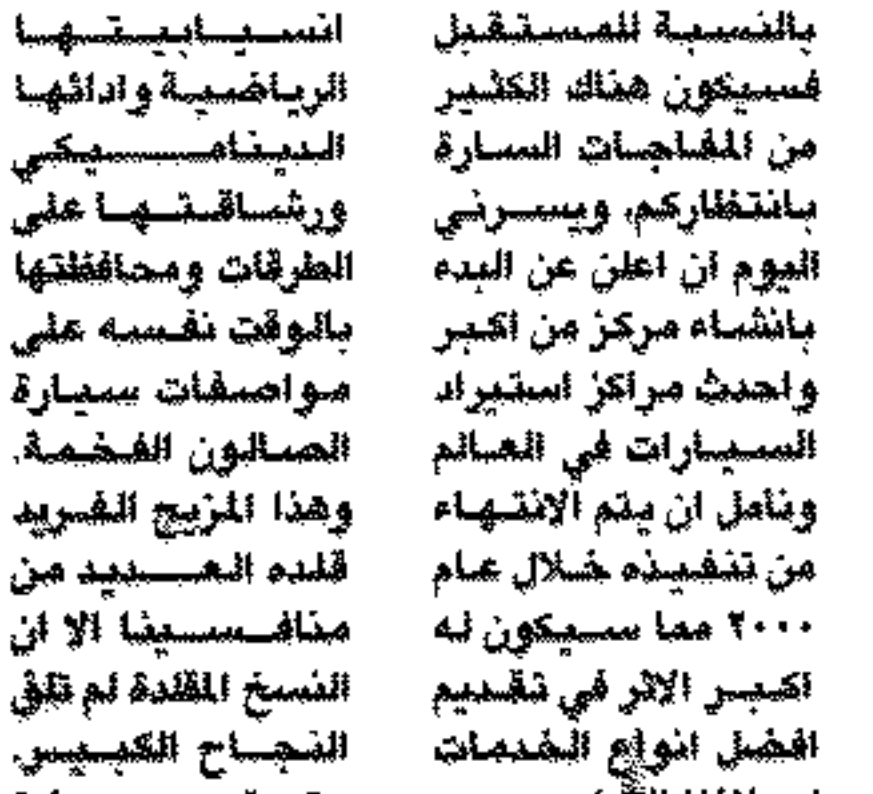 بالنسبة للمستقبل
فسيكون هناك الكثير
من المفاجات السارة
بانتظاركم، ويسرني
اليوم ان اعلن عن البدء
بانشاء مركز من اكبر
واحدث مراكز استيراد
السيارات في العالم
ونامل ان يتم الانتهاء
من تنفيذه خلال عام
٢٠٠٠ مما سيكون له
اكبر الاثر في تقديم
افضل انواع الخدمات
انسيابيتها
الرياضية وادائها
الديناميكي
ورشاقتها على
الطرقات ومحافظتها
بالوقت نفسه على
مواصفات سيارة
الصالون الفخمة.
وهذا المزيج الفريد
قلده العديد من
منافسينا الا ان
النسخ المقلدة لم تلق
النجاح الكبير.